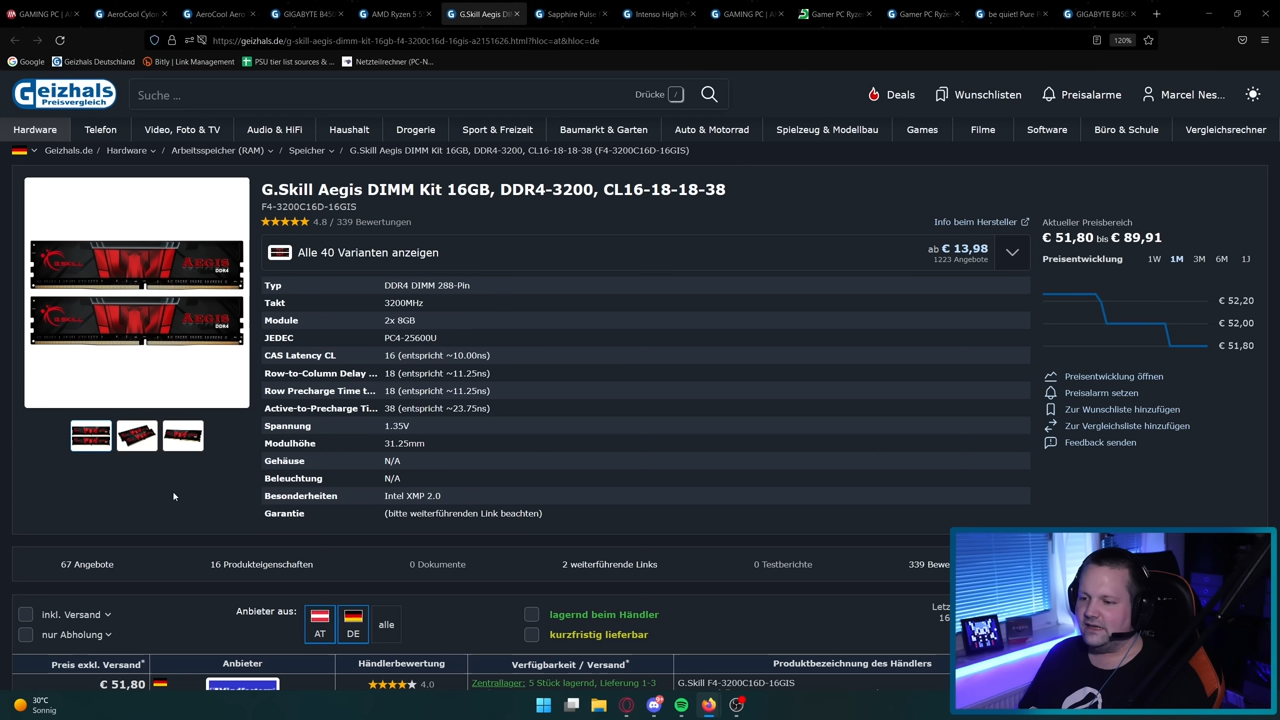 GAMING PC | AS
AeroCool Cylon
AeroCool Aero
GIGABYTE B450
AMD Ryzen 5 5
G.Skill Aegis DI
Sapphire Pulse
Intenso High Pe
GAMING PC | AS
Gamer PC Ryze
Gamer PC Ryze
be quiet! Pure P
GIGABYTE B450
https://geizhals.de/g-skill-aegis-dimm-kit-16gb-f4-3200c16d-16gis-a2151626.html?hloc=at&hloc=de
120%
Google
Geizhals Deutschland
Bitly | Link Management
PSU tier list sources & ...
Netzteilrechner (PC-N...
Geizhals
Preisvergleich
Suche ...
Drücke /
Deals
Wunschlisten
Preisalarme
Marcel Nes...
Hardware
Telefon
Video, Foto & TV
Audio & HiFi
Haushalt
Drogerie
Sport & Freizeit
Baumarkt & Garten
Auto & Motorrad
Spielzeug & Modellbau
Games
Filme
Software
Büro & Schule
Vergleichsrechner
Geizhals.de / Hardware / Arbeitsspeicher (RAM) / Speicher / G.Skill Aegis DIMM Kit 16GB, DDR4-3200, CL16-18-18-38 (F4-3200C16D-16GIS)
G.SKILL AEGIS DDR4
G.SKILL AEGIS DDR4
G.Skill Aegis DIMM Kit 16GB, DDR4-3200, CL16-18-18-38
F4-3200C16D-16GIS
4.8 / 339 Bewertungen
Info beim Hersteller
Alle 40 Varianten anzeigen
ab € 13,98
1223 Angebote
Typ DDR4 DIMM 288-Pin
Takt 3200MHz
Module 2x 8GB
JEDEC PC4-25600U
CAS Latency CL 16 (entspricht ~10.00ns)
Row-to-Column Delay ... 18 (entspricht ~11.25ns)
Row Precharge Time t... 18 (entspricht ~11.25ns)
Active-to-Precharge Ti... 38 (entspricht ~23.75ns)
Spannung 1.35V
Modulhöhe 31.25mm
Gehäuse N/A
Beleuchtung N/A
Besonderheiten Intel XMP 2.0
Garantie (bitte weiterführenden Link beachten)
Aktueller Preisbereich
€ 51,80 bis € 89,91
Preisentwicklung 1W 1M 3M 6M 1J
€ 52,20
€ 52,00
€ 51,80
Preisentwicklung öffnen
Preisalarm setzen
Zur Wunschliste hinzufügen
Zur Vergleichsliste hinzufügen
Feedback senden
67 Angebote
16 Produkteigenschaften
0 Dokumente
2 weiterführende Links
0 Testberichte
339 Bewe
inkl. Versand
nur Abholung
Anbieter aus:
AT
DE
alle
lagernd beim Händler
kurzfristig lieferbar
Letz
16
Preis exkl. Versand*
Anbieter
Händlerbewertung
Verfügbarkeit / Versand*
Produktbezeichnung des Händlers
€ 51,80
4.0
Zentrallager: 5 Stück lagernd, Lieferung 1-3
G.Skill F4-3200C16D-16GIS
30°C
Sonnig